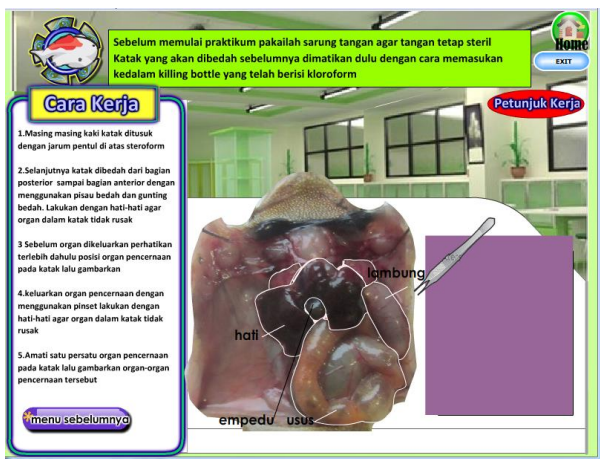 Sebelum memulai praktikum pakailah sarung tangan agar tangan tetap steril
Katak yang akan dibedah sebelumnya dimatikan dulu dengan cara memasukan
kedalam killing bottle yang telah berisi kloroform
Home
EXIT
Cara Kerja
Petunjuk Kerja
1.Masing masing kaki katak ditusuk
dengan jarum pentul di atas steroform
2.Selanjutnya katak dibedah dari bagian
posterior sampai bagian anterior dengan
menggunakan pisau bedah dan gunting
bedah. Lakukan dengan hati-hati agar
organ dalam katak tidak rusak
3 Sebelum organ dikeluarkan perhatikan
terlebih dahulu posisi organ pencernaan
pada katak lalu gambarkan
4.keluarkan organ pencernaan dengan
menggunakan pinset lakukan dengan
hati-hati agar organ dalam katak tidak
rusak
5.Amati satu persatu organ pencernaan
pada katak lalu gambarkan organ-organ
pencernaan tersebut
menu sebelumnya
lambung
hati
empedu usus